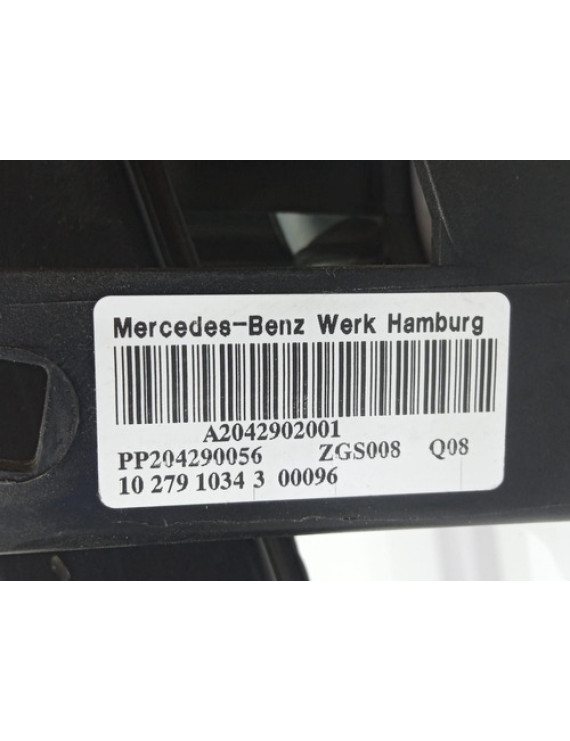 Mercedes-Benz Werk Hamburg
A2042902001
PP204290056 ZGS008 Q08
10 279 1034 3 00096